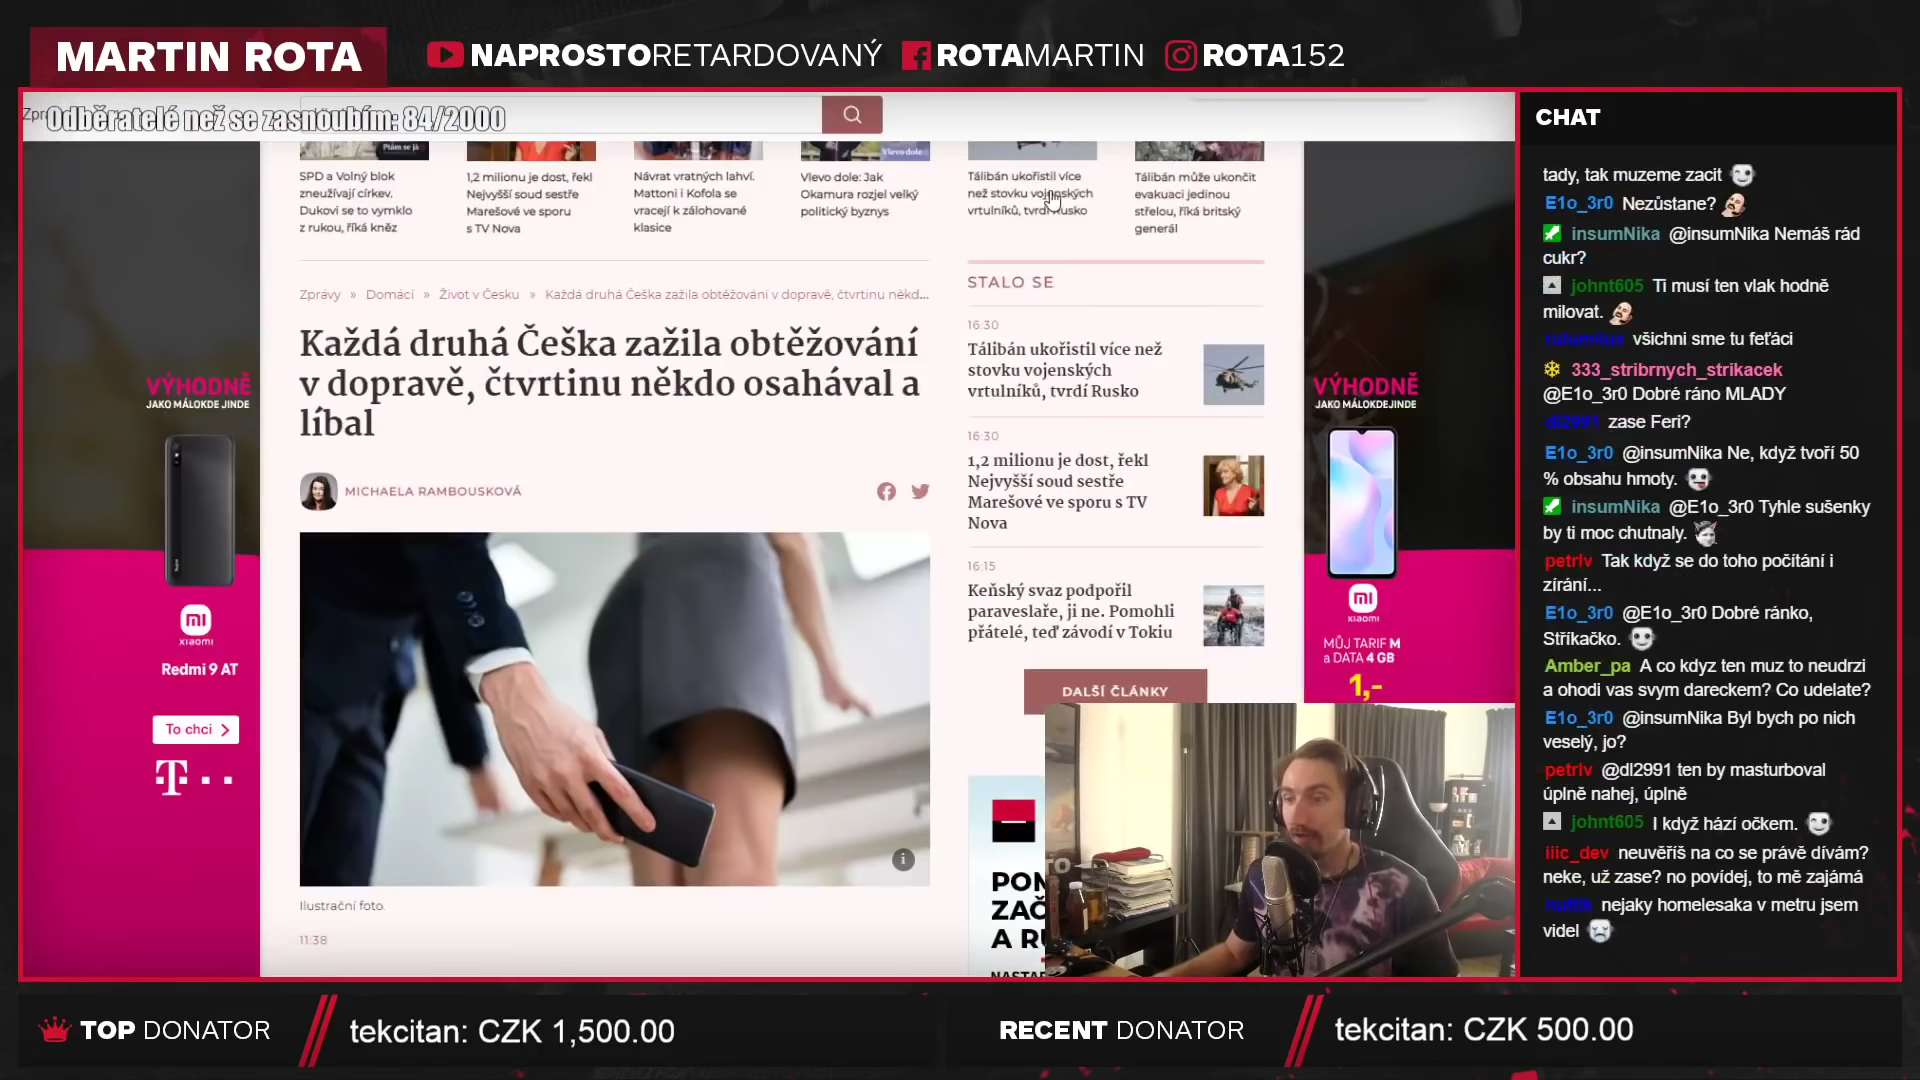 MARTIN ROTA
NAPROSTORETARDOVANÝ
ROTAMARTIN
ROTA152
Odběratelé než se zasnoubím: 84/2000
Ptám se já
Vlevo dole
SPD a Volný blok
zneužívají církev.
Dukovi se to vymklo
z rukou, říká kněz
1,2 milionu je dost, řekl
Nejvyšší soud sestře
Marešové ve sporu
s TV Nova
Návrat vratných lahví.
Mattoni i Kofola se
vracejí k zálohované
klasice
Vlevo dole: Jak
Okamura rozjel velký
politický byznys
Tálibán ukořistil více
než stovku vojenských
vrtulníků, tvrdí Rusko
Tálibán může ukončit
evakuaci jedinou
střelou, říká britský
generál
Zprávy » Domácí » Život v Česku » Každá druhá Češka zažila obtěžování v dopravě, čtvrtinu někd...
Každá druhá Češka zažila obtěžování
v dopravě, čtvrtinu někdo osahával a
líbal
MICHAELA RAMBOUSKOVÁ
Ilustrační foto.
11:38
STALO SE
16:30
Tálibán ukořistil více než
stovku vojenských
vrtulníků, tvrdí Rusko
16:30
1,2 milionu je dost, řekl
Nejvyšší soud sestře
Marešové ve sporu s TV
Nova
16:15
Keňský svaz podpořil
paraveslaře, ji ne. Pomohli
přátelé, teď závodí v Tokiu
DALŠÍ ČLÁNKY
VÝHODNĚ
JAKO MÁLOKDE JINDE
mi
xiaomi
Redmi 9 AT
To chci
T
VÝHODNĚ
JAKO MÁLOKDE JINDE
mi
xiaomi
MŮJ TARIF M
a DATA 4 GB
1,-
CHAT
tady, tak muzeme zacit
E1o_3r0 Nezůstane?
insumNika @insumNika Nemáš rád
cukr?
johnt605 Ti musí ten vlak hodně
milovat.
všichni sme tu feťáci
333_stribrnych_strikacek
@E1o_3r0 Dobré ráno MLADY
dl2991 zase Feri?
E1o_3r0 @insumNika Ne, když tvoří 50
% obsahu hmoty.
insumNika @E1o_3r0 Tyhle sušenky
by ti moc chutnaly.
petrlv Tak když se do toho počítání i
zírání...
E1o_3r0 @E1o_3r0 Dobré ránko,
Stříkačko.
Amber_pa A co kdyz ten muz to neudrzi
a ohodi vas svym dareckem? Co udelate?
E1o_3r0 @insumNika Byl bych po nich
veselý, jo?
petrlv @dl2991 ten by masturboval
úplně nahej, úplně
johnt605 I když hází očkem.
iiic_dev neuvěříš na co se právě dívám?
neke, už zase? no povídej, to mě zajámá
nejaky homelesaka v metru jsem
videl
TOP DONATOR
tekcitan: CZK 1,500.00
RECENT DONATOR
tekcitan: CZK 500.00